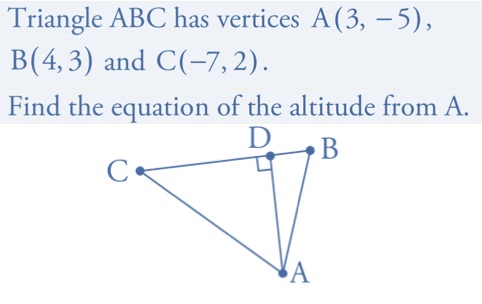 Triangle ABC has vertices A(3, −5),
B(4, 3) and C(−7, 2).
Find the equation of the altitude from A.
D
B
C
A